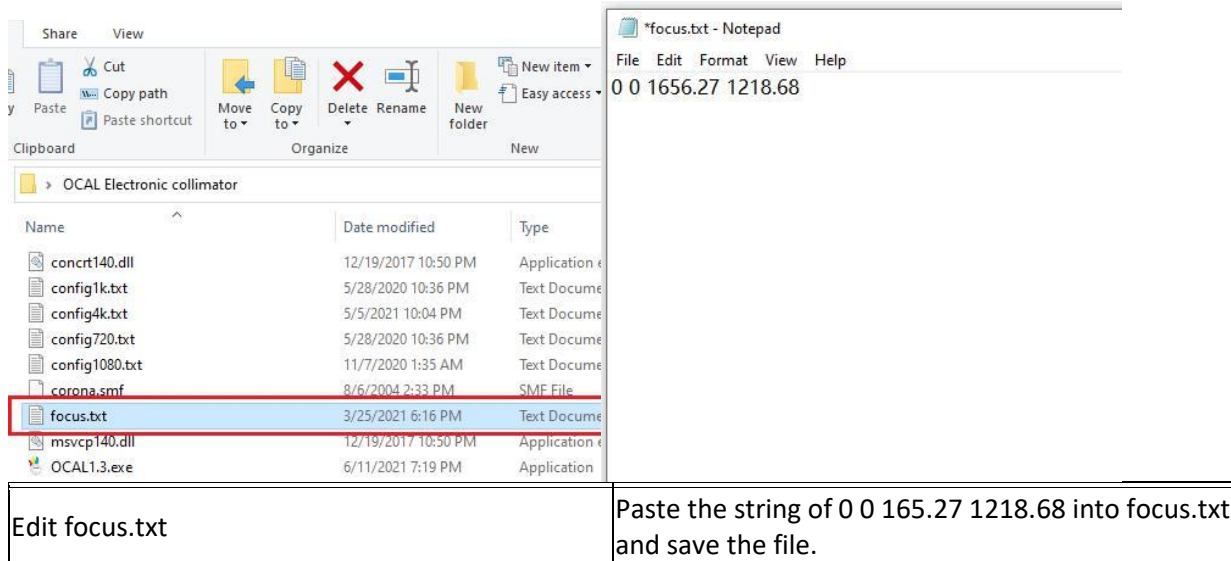 Share View
Cut
Copy path
Paste
Paste shortcut
Move to
Copy to
Delete
Rename
New folder
New item
Easy access
Clipboard
Organize
New
OCAL Electronic collimator
Name Date modified Type
concrt140.dll 12/19/2017 10:50 PM Application e
config1k.txt 5/28/2020 10:36 PM Text Docume
config4k.txt 5/5/2021 10:04 PM Text Docume
config720.txt 5/28/2020 10:36 PM Text Docume
config1080.txt 11/7/2020 1:35 AM Text Docume
corona.smf 8/6/2004 2:33 PM SMF File
focus.txt 3/25/2021 6:16 PM Text Docume
msvcp140.dll 12/19/2017 10:50 PM Application e
OCAL1.3.exe 6/11/2021 7:19 PM Application
*focus.txt - Notepad
File Edit Format View Help
0 0 1656.27 1218.68
Edit focus.txt
Paste the string of 0 0 165.27 1218.68 into focus.txt
and save the file.